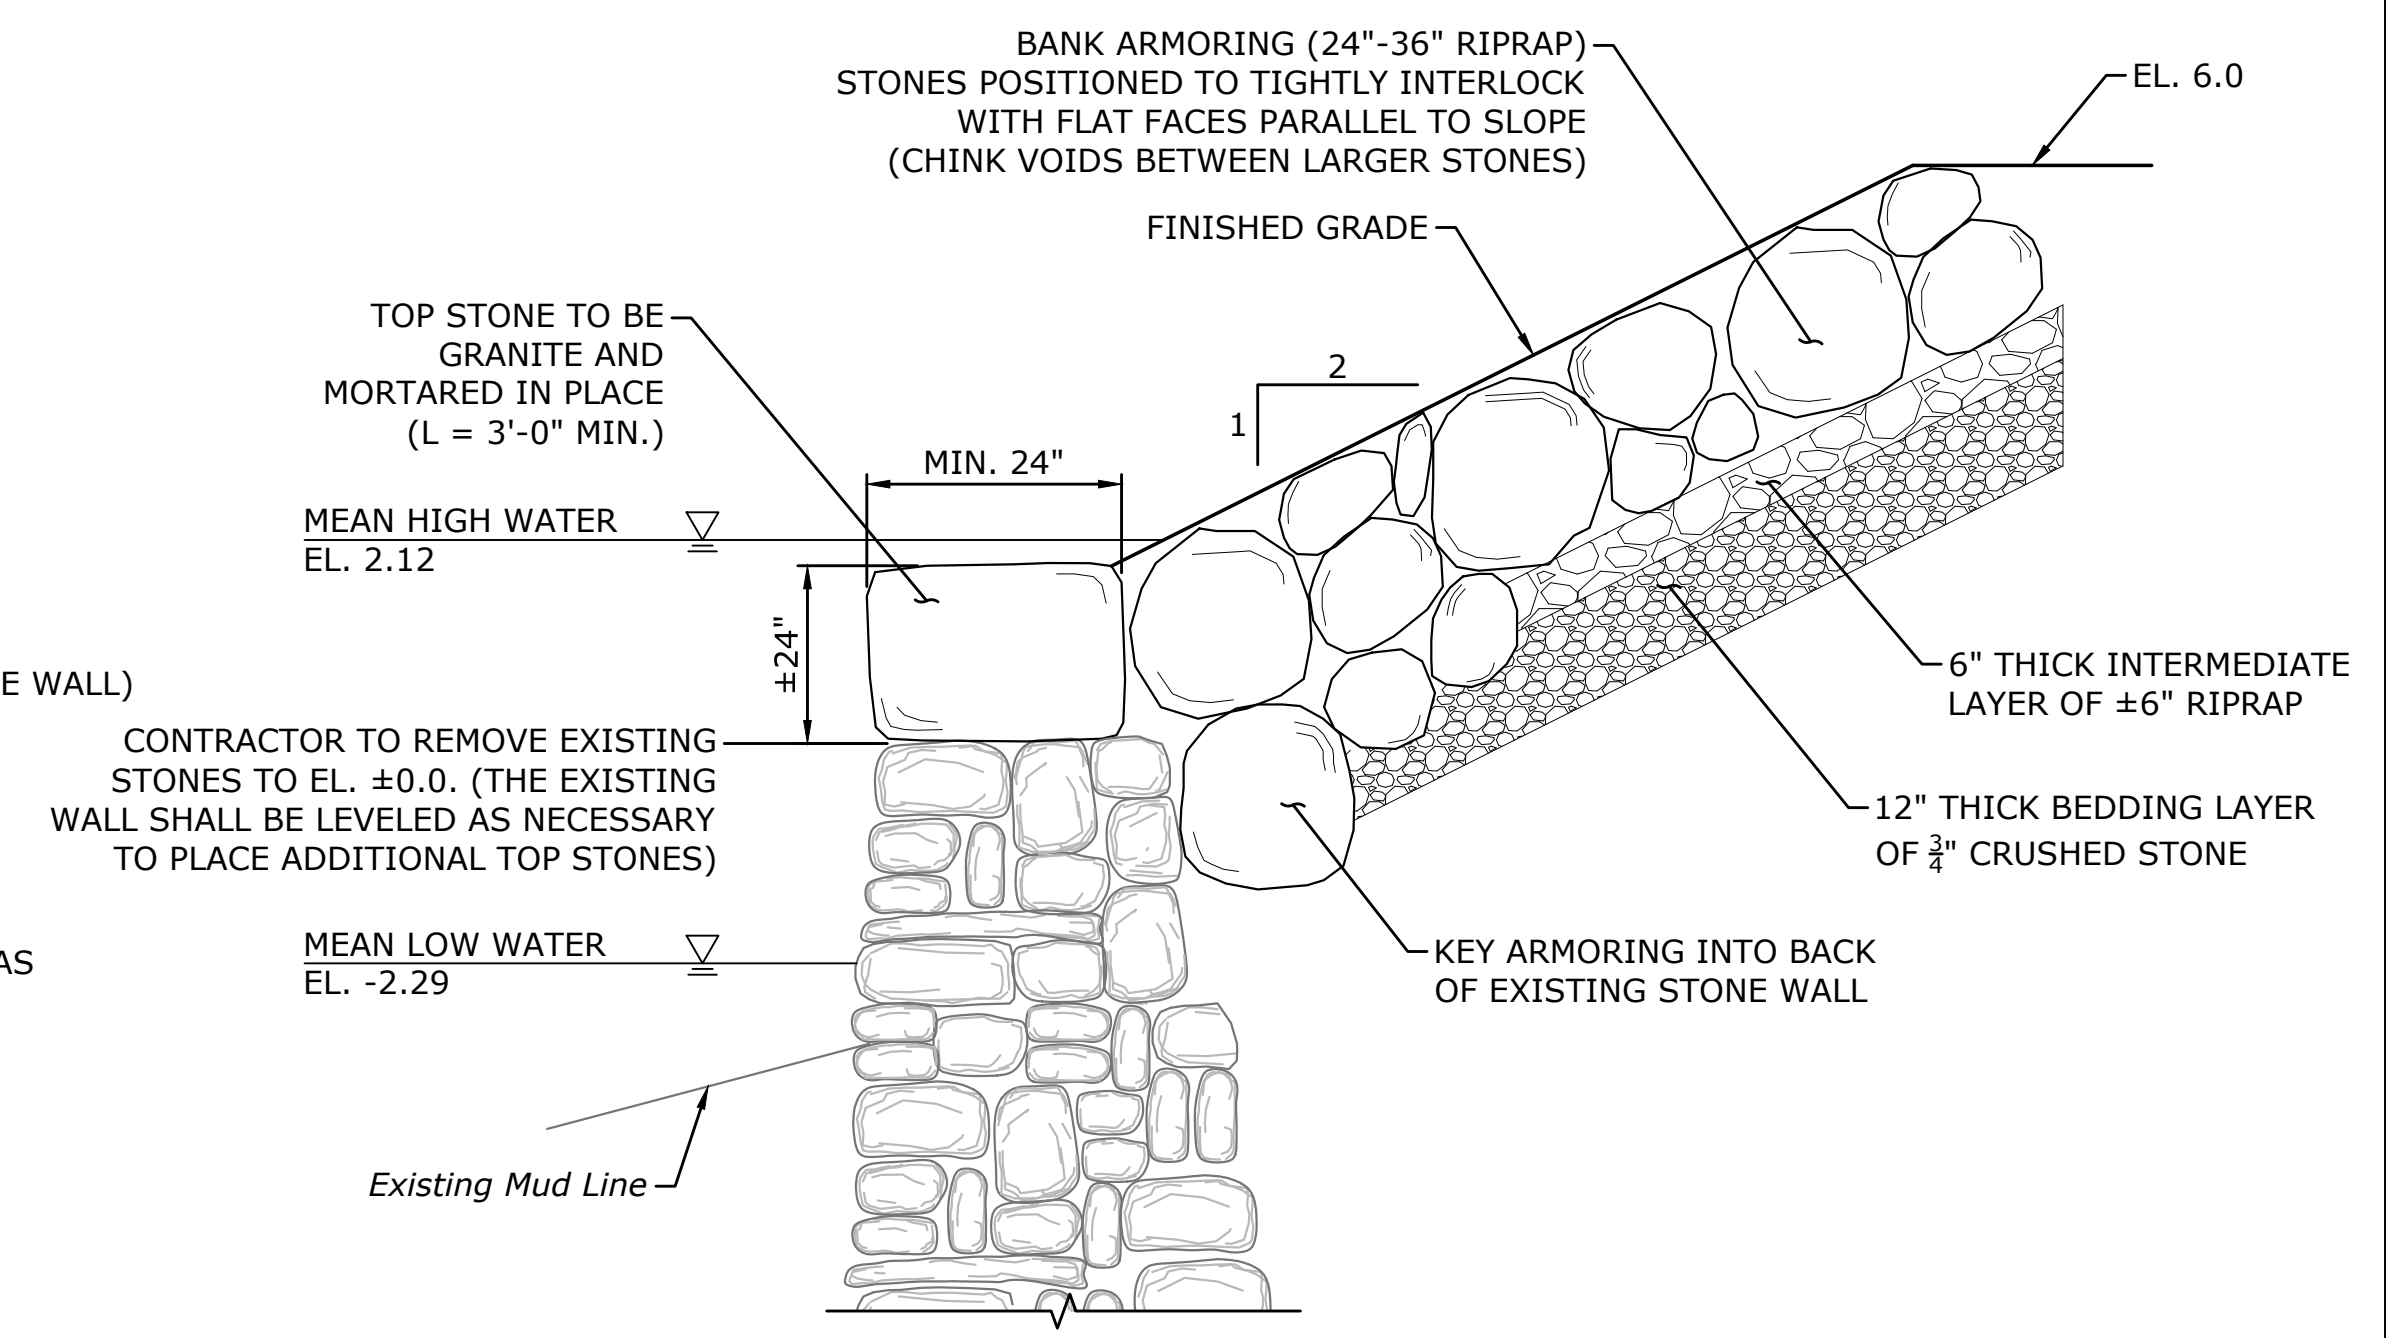 BANK ARMORING (24"-36" RIPRAP)
STONES POSITIONED TO TIGHTLY INTERLOCK
WITH FLAT FACES PARALLEL TO SLOPE
(CHINK VOIDS BETWEEN LARGER STONES)
EL. 6.0
FINISHED GRADE
TOP STONE TO BE
GRANITE AND
MORTARED IN PLACE
(L = 3'-0" MIN.)
2
1
MIN. 24"
MEAN HIGH WATER
EL. 2.12
±24"
E WALL)
CONTRACTOR TO REMOVE EXISTING
STONES TO EL. ±0.0. (THE EXISTING
WALL SHALL BE LEVELED AS NECESSARY
TO PLACE ADDITIONAL TOP STONES)
6" THICK INTERMEDIATE
LAYER OF ±6" RIPRAP
12" THICK BEDDING LAYER
OF 3/4" CRUSHED STONE
AS
MEAN LOW WATER
EL. -2.29
KEY ARMORING INTO BACK
OF EXISTING STONE WALL
Existing Mud Line